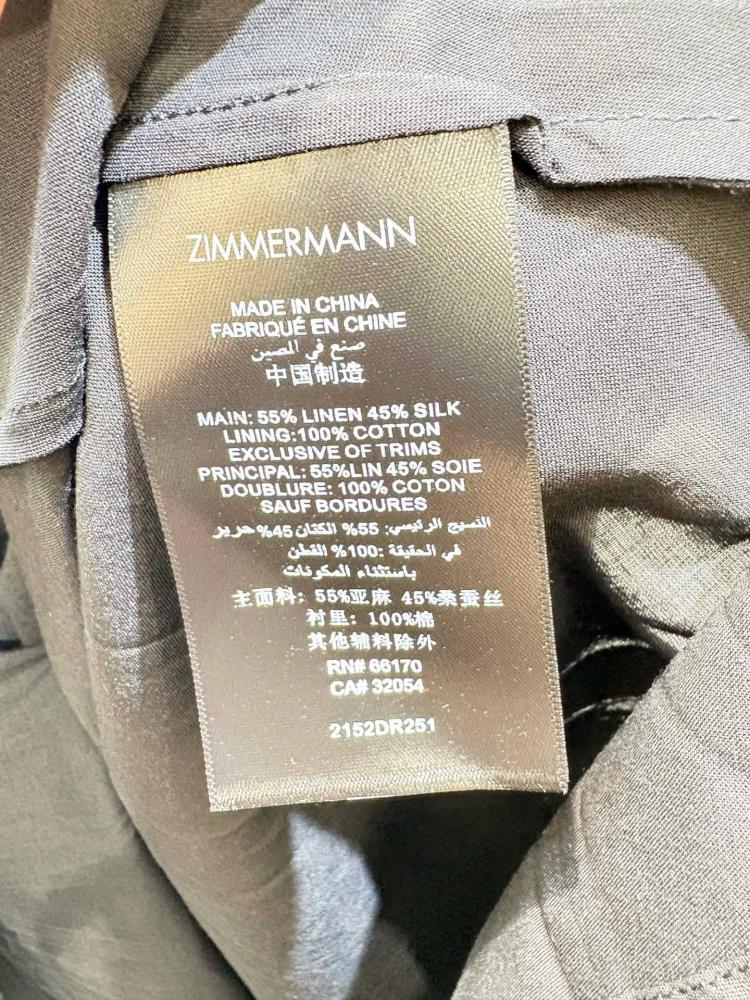 ZIMMERMANN
MADE IN CHINA
FABRIQUÉ EN CHINE
صنع في الصين
中国制造
MAIN: 55% LINEN 45% SILK
LINING:100% COTTON
EXCLUSIVE OF TRIMS
PRINCIPAL: 55%LIN 45% SOIE
DOUBLURE: 100% COTON
SAUF BORDURES
النسيج الرئيسي: 55% الكتان 45% حرير
في الحقيقة: 100% القطن
باستثناء المكونات
主面料: 55%亚麻 45%桑蚕丝
衬里: 100%棉
其他辅料除外
RN# 66170
CA# 32054
2152DR251